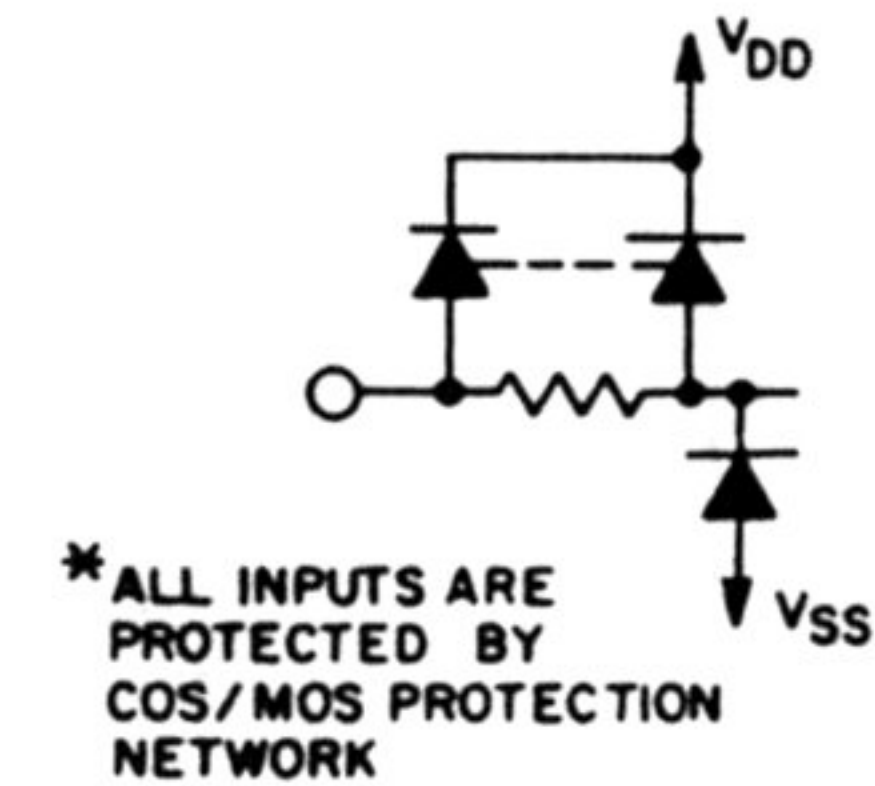 VDD
VSS
*ALL INPUTS ARE
PROTECTED BY
COS/MOS PROTECTION
NETWORK